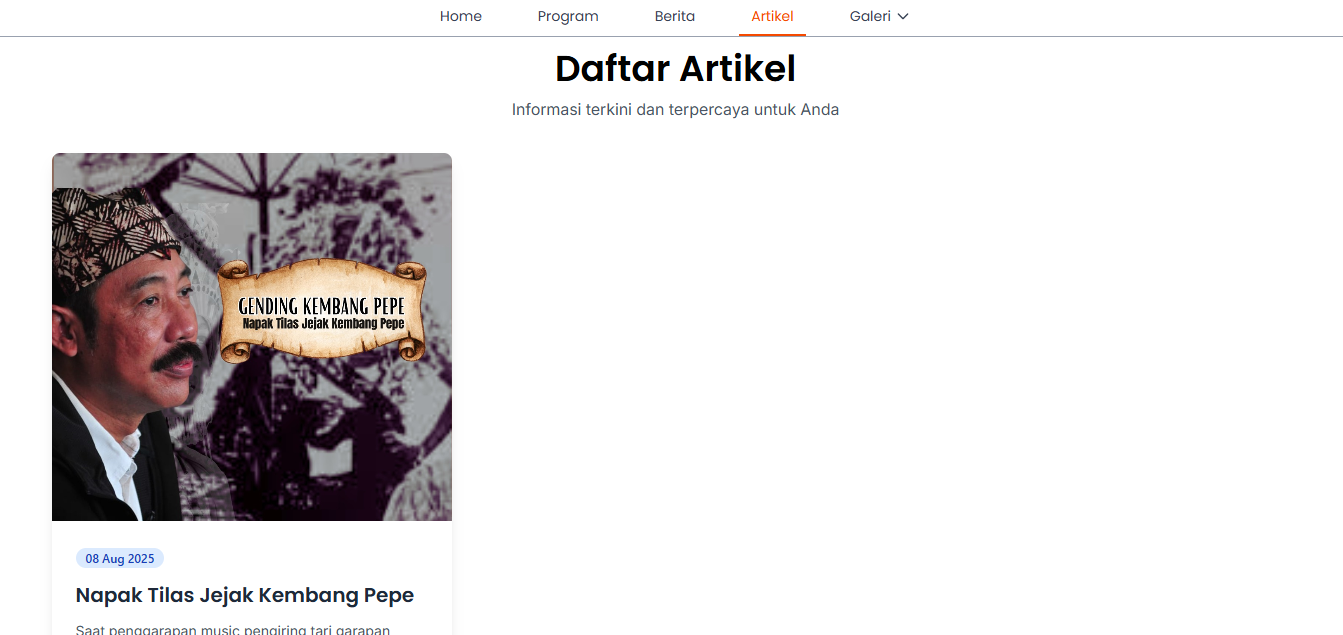 Home Program Berita Artikel Galeri
Daftar Artikel
Informasi terkini dan terpercaya untuk Anda
GENDING KEMBANG PEPE
Napak Tilas Jejak Kembang Pepe
08 Aug 2025
Napak Tilas Jejak Kembang Pepe
Saat penggarapan music pengiring tari garapan